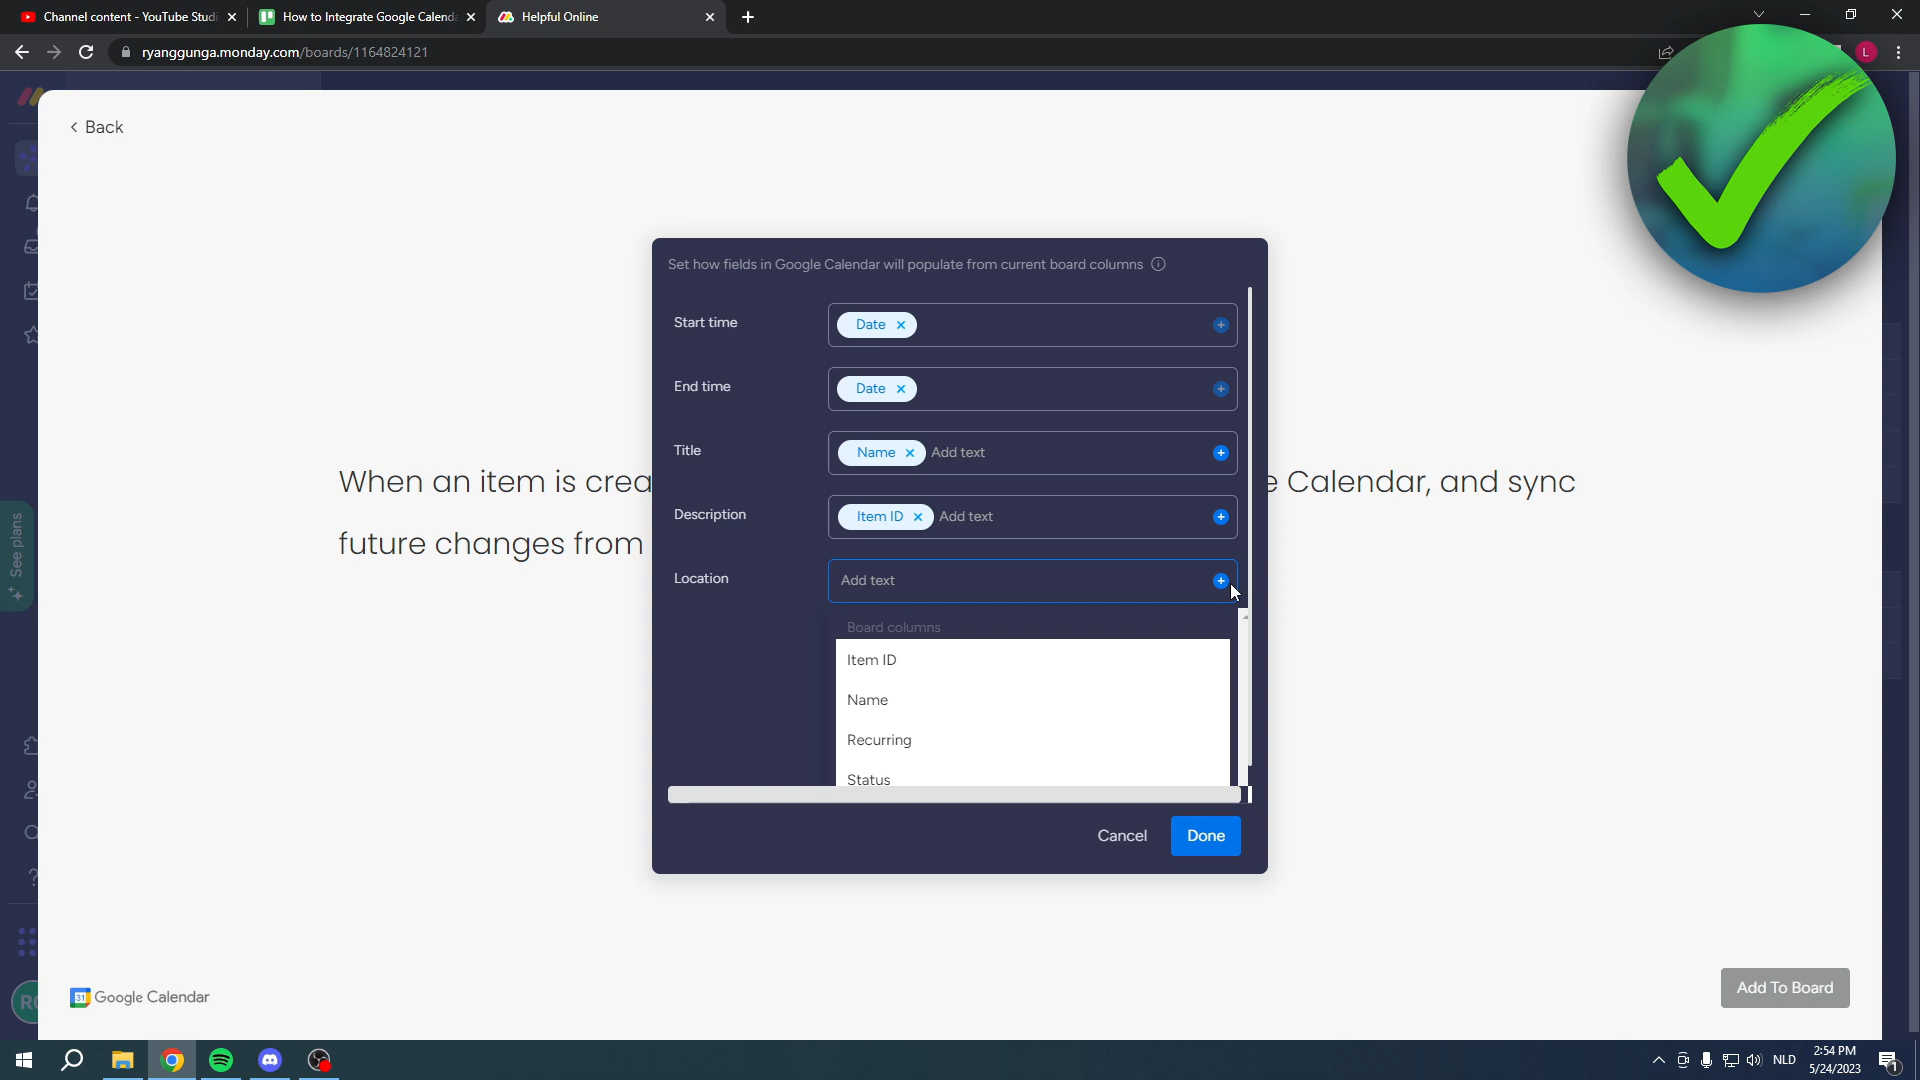 Channel content - YouTube Studi
How to Integrate Google Calenda
Helpful Online
ryanggunga.monday.com/boards/1164824121
L
< Back
Set how fields in Google Calendar will populate from current board columns
Start time
Date
End time
Date
Title
Name
Add text
When an item is crea
e Calendar, and sync
Description
Item ID
Add text
future changes from
See plans
Location
Add text
Board columns
Item ID
Name
Recurring
Status
Cancel
Done
31 Google Calendar
Add To Board
NLD
2:54 PM
5/24/2023
1